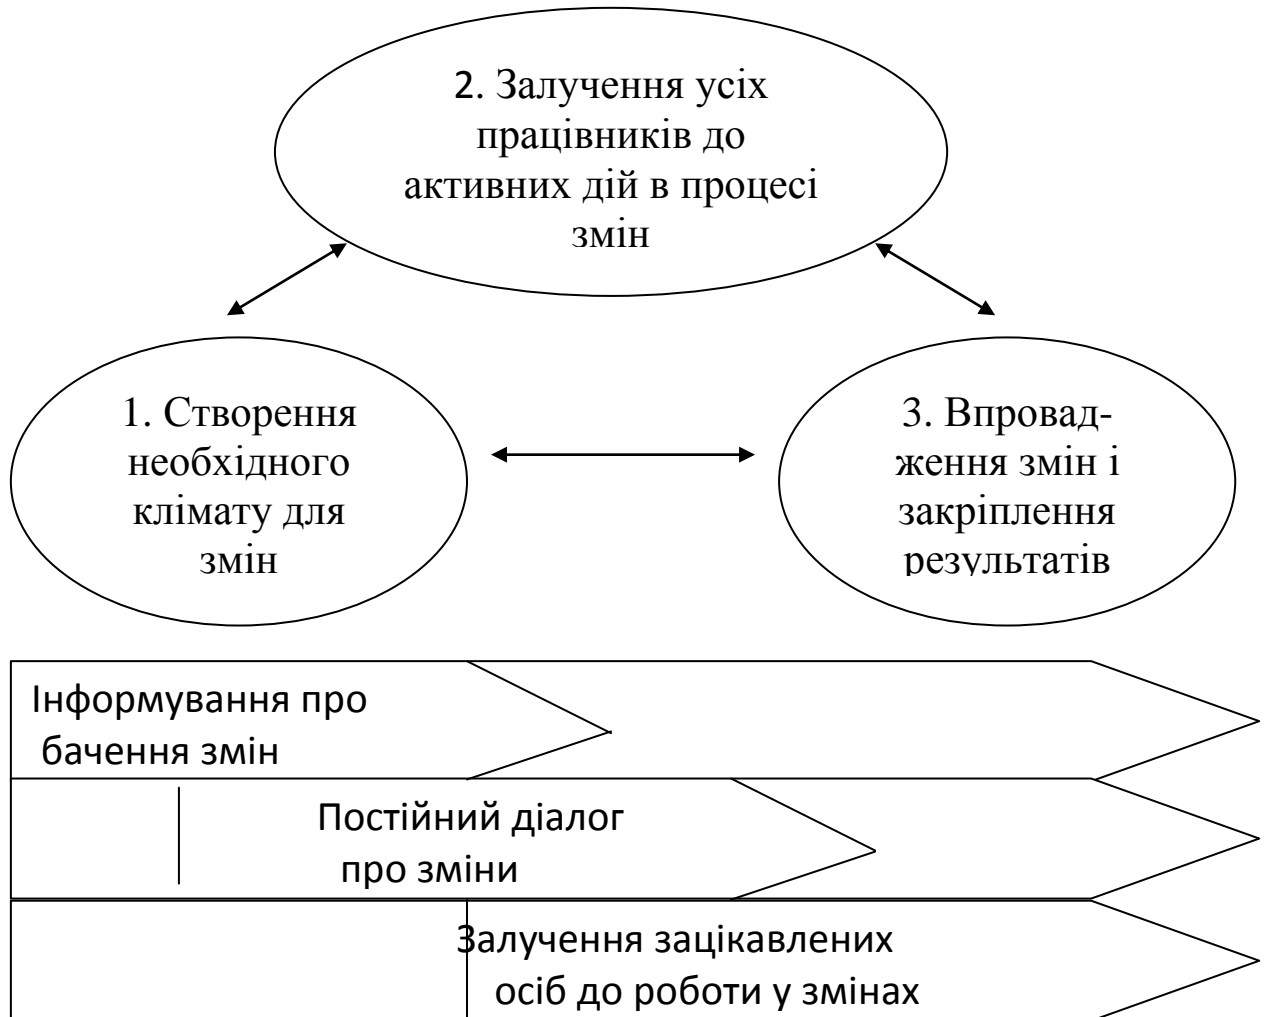 2. Залучення усіх
працівників до
активних дій в процесі
змін
1. Створення
необхідного
клімату для
змін
3. Впровад-
ження змін і
закріплення
результатів
Інформування про
бачення змін
Постійний діалог
про зміни
Залучення зацікавлених
осіб до роботи у змінах